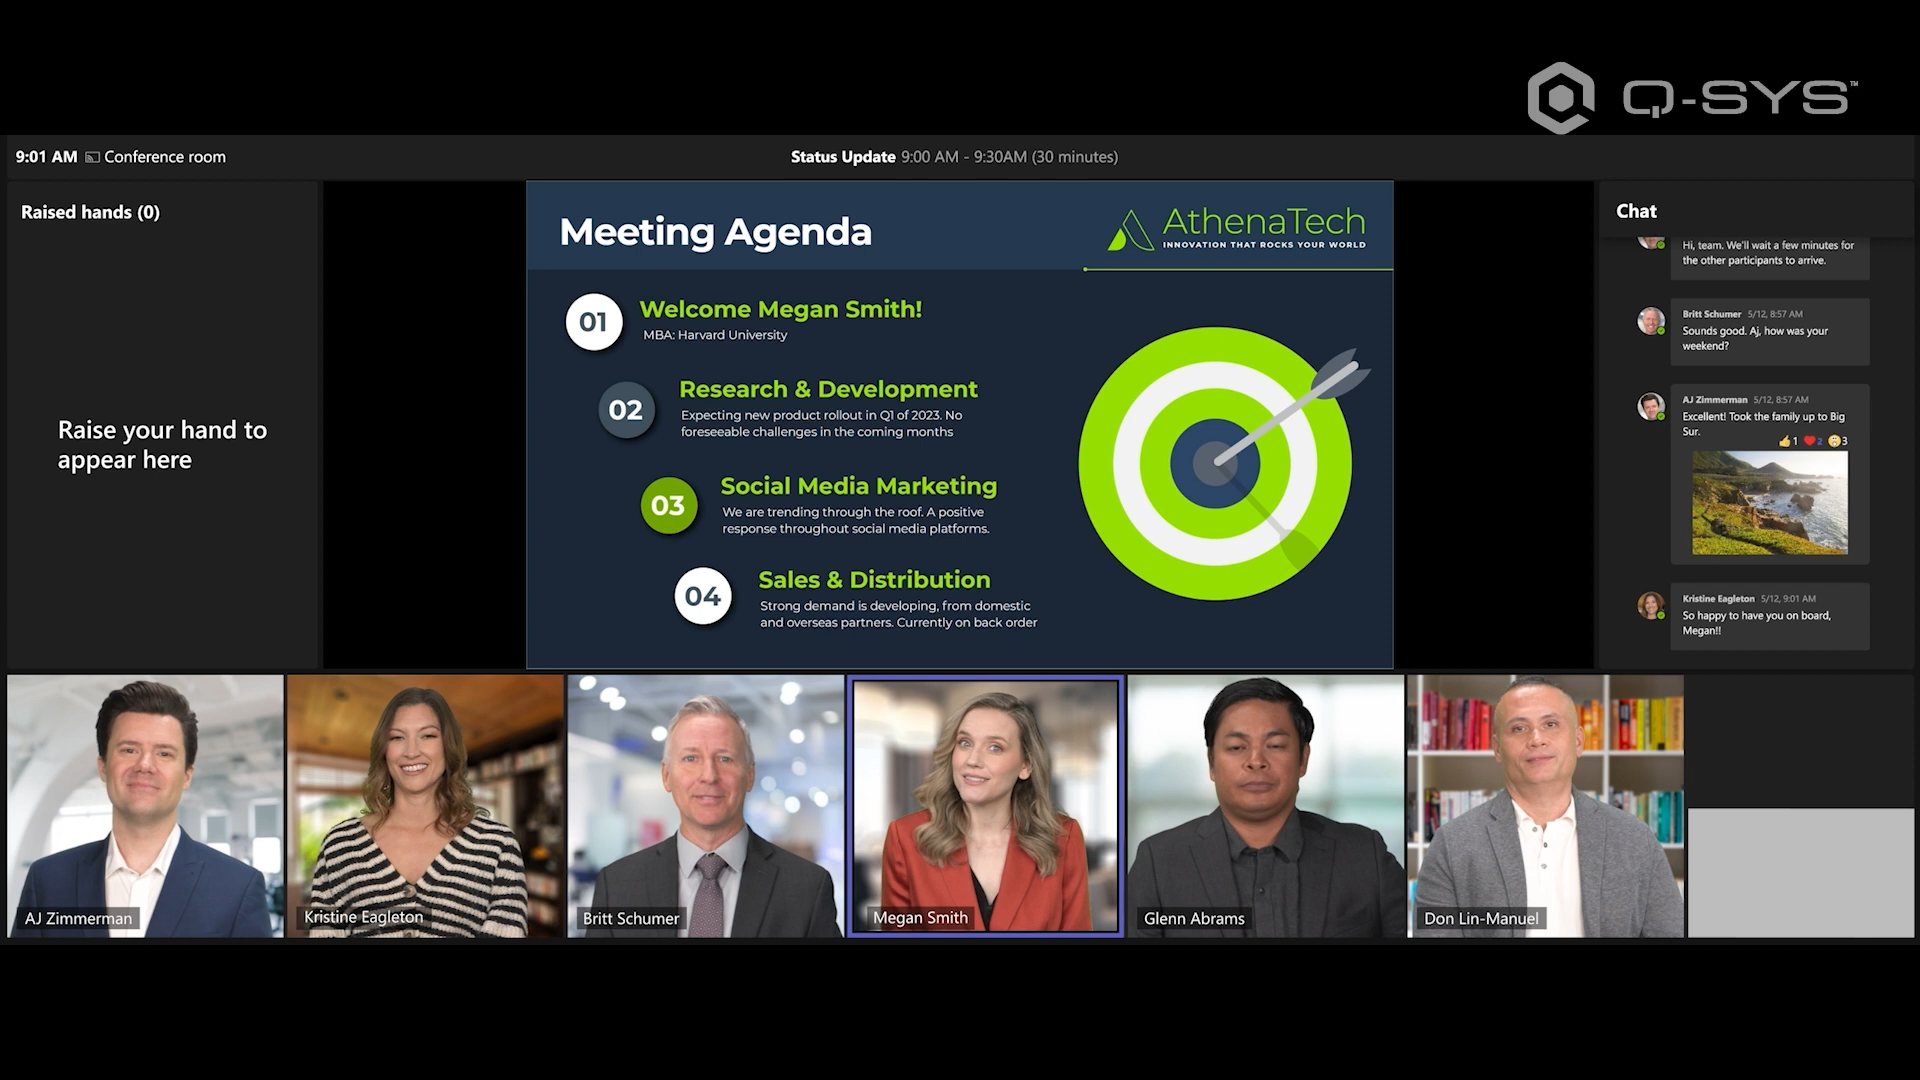 Q-SYS™
9:01 AM Conference room
Status Update 9:00 AM - 9:30AM (30 minutes)
Raised hands (0)
Raise your hand to
appear here
Meeting Agenda
AthenaTech
INNOVATION THAT ROCKS YOUR WORLD
01
Welcome Megan Smith!
MBA: Harvard University
02
Research & Development
Expecting new product rollout in Q1 of 2023. No
foreseeable challenges in the coming months
03
Social Media Marketing
We are trending through the roof. A positive
response throughout social media platforms.
04
Sales & Distribution
Strong demand is developing, from domestic
and overseas partners. Currently on back order
Chat
Hi, team. We'll wait a few minutes for
the other participants to arrive.
Britt Schumer 5/12, 8:57 AM
Sounds good. Aj, how was your
weekend?
AJ Zimmerman 5/12, 8:57 AM
Excellent! Took the family up to Big
Sur.
1 2 3
Kristine Eagleton 5/12, 9:01 AM
So happy to have you on board,
Megan!!
AJ Zimmerman
Kristine Eagleton
Britt Schumer
Megan Smith
Glenn Abrams
Don Lin-Manuel